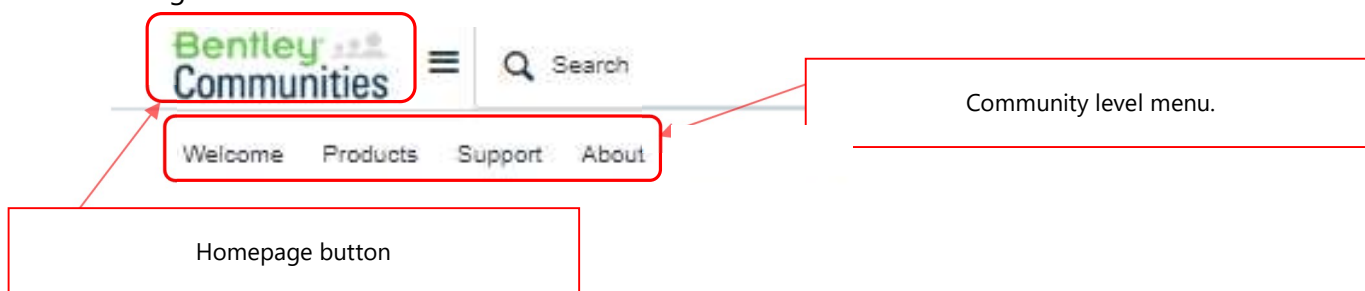 Bentley
Communities
Search
Community level menu.
Welcome Products Support About
Homepage button